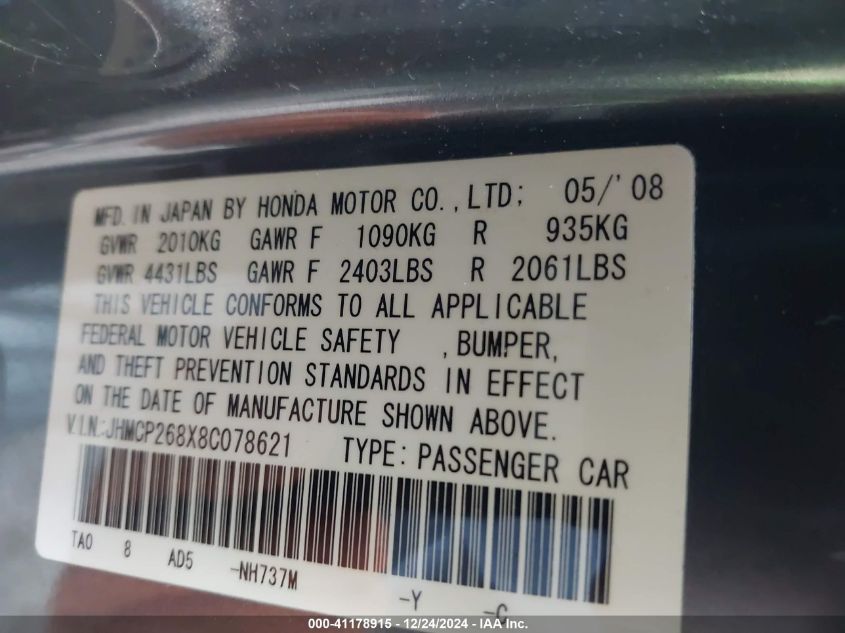 MFD. IN JAPAN BY HONDA MOTOR CO.,LTD; 05/'08
GVWR 2010KG GAWR F 1090KG R 935KG
GVWR 4431LBS GAWR F 2403LBS R 2061LBS
THIS VEHICLE CONFORMS TO ALL APPLICABLE
FEDERAL MOTOR VEHICLE SAFETY , BUMPER,
AND THEFT PREVENTION STANDARDS IN EFFECT
ON THE DATE OF MANUFACTURE SHOWN ABOVE.
VIN:JHMCP268X8C078621 TYPE: PASSENGER CAR
TA0 8 AD5 -NH737M -Y -C
000-41178915 - 12/24/2024 - IAA Inc.